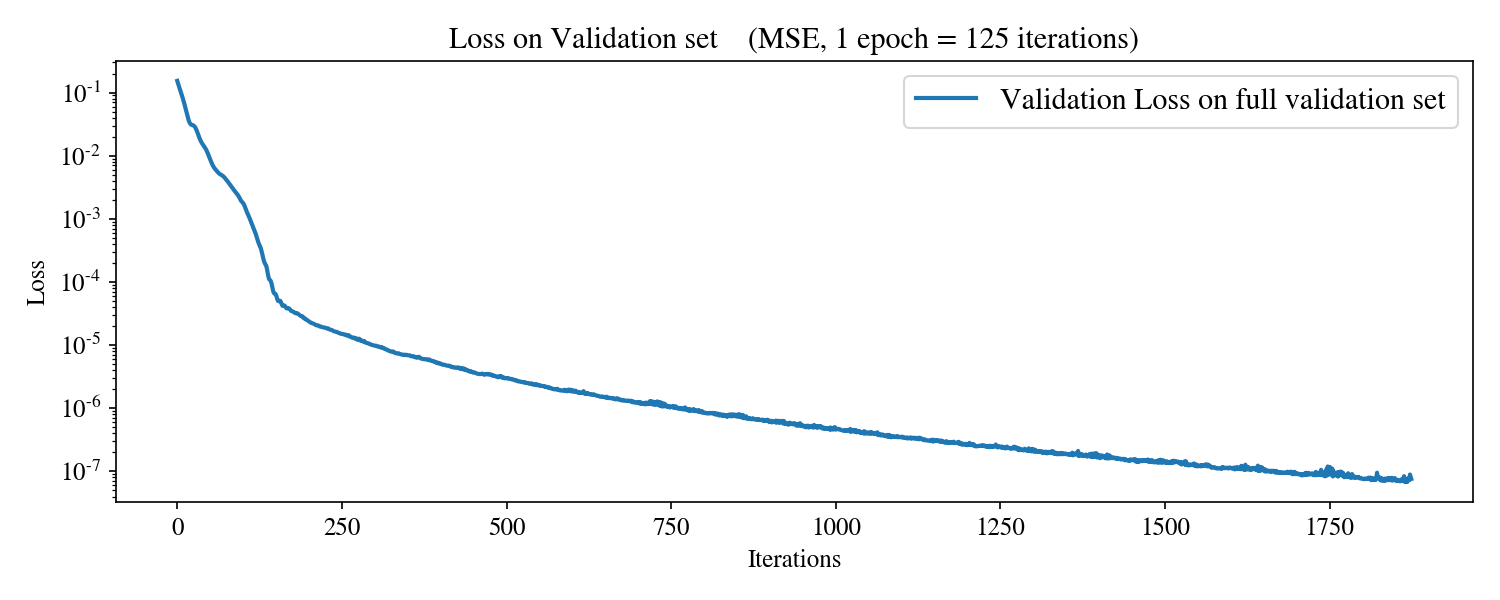 Loss on Validation set (MSE, 1 epoch = 125 iterations)
Validation Loss on full validation set
Loss
10^-1
10^-2
10^-3
10^-4
10^-5
10^-6
10^-7
0 250 500 750 1000 1250 1500 1750
Iterations